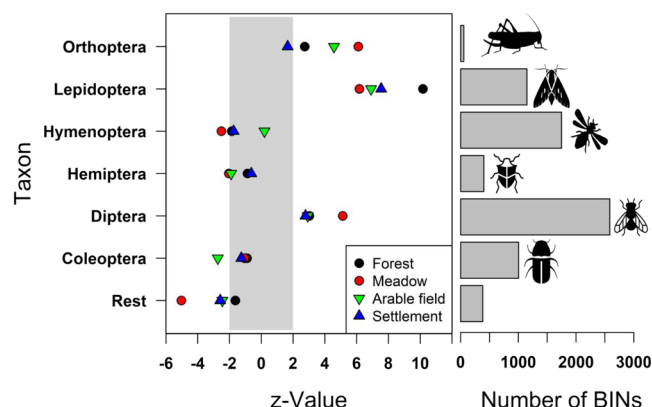 Taxon
Orthoptera
Lepidoptera
Hymenoptera
Hemiptera
Diptera
Coleoptera
Rest
Forest
Meadow
Arable field
Settlement
-6 -4 -2 0 2 4 6 8 10
z-Value
0 1000 2000 3000
Number of BINs